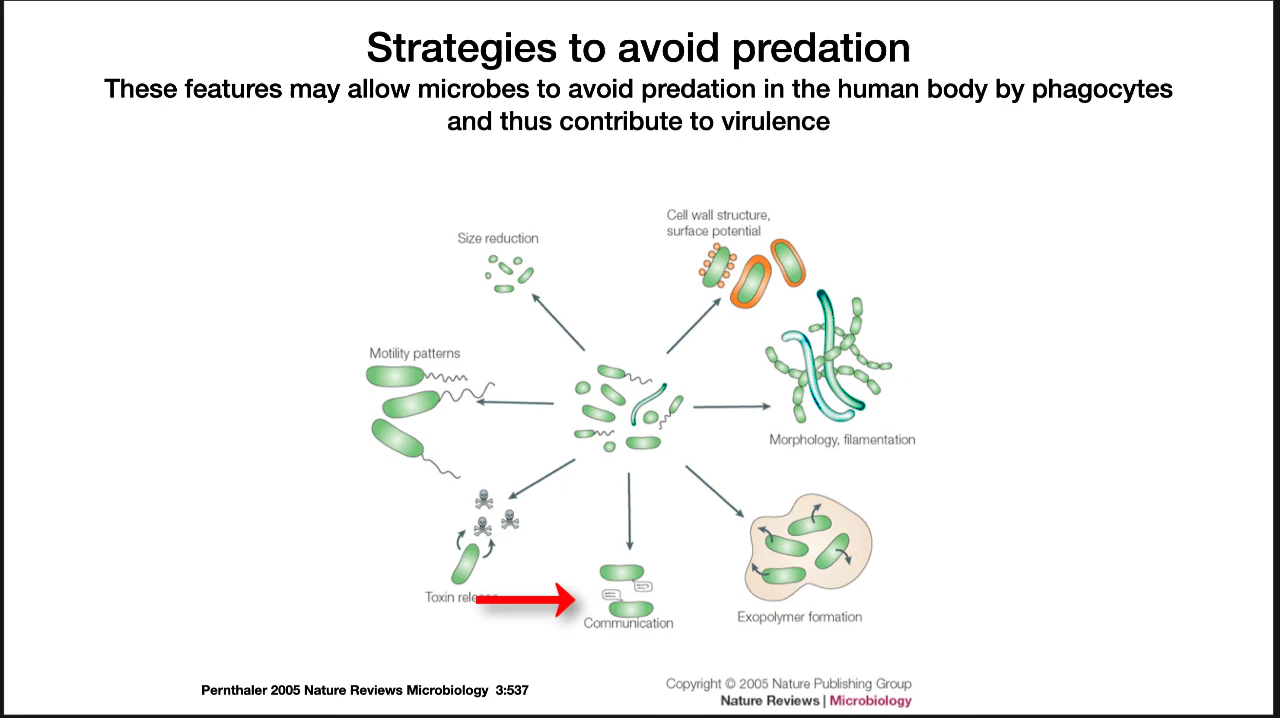 Strategies to avoid predation
These features may allow microbes to avoid predation in the human body by phagocytes
and thus contribute to virulence
Cell wall structure,
surface potential
Size reduction
Motility patterns
Morphology, filamentation
Toxin
Communication
Exopolymer formation
Pernthaler 2005 Nature Reviews Microbiology 3:537
Copyright © 2005 Nature Publishing Group
Nature Reviews | Microbiology